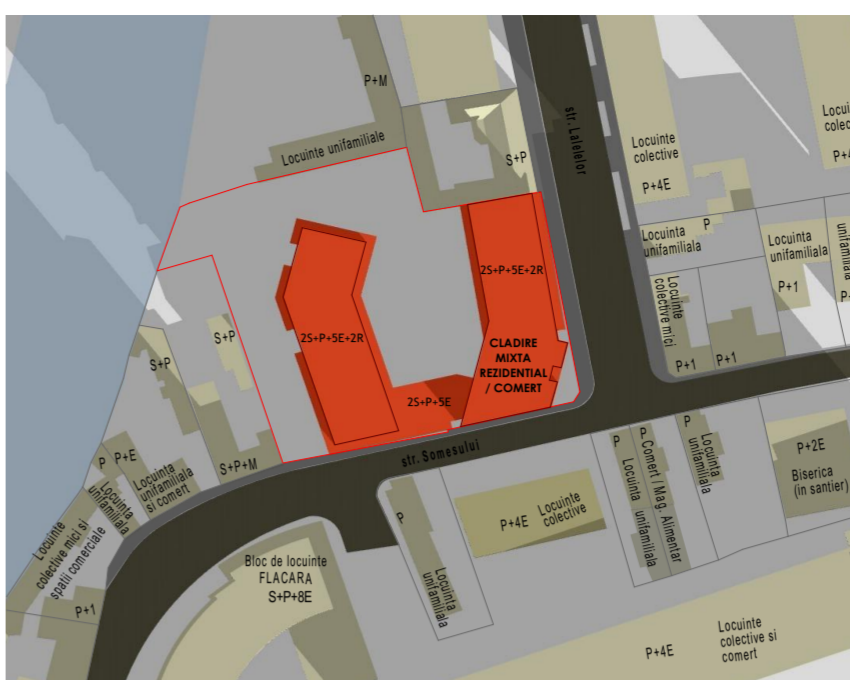 P+M
Locuinte unifamiliale
S+P
str. Lalelelor
Locuinte
colective
P+4E
Locuinta
unifamiliala
P
Locuinta
unifamiliala
P+1
Locuinte
colective mici
P+1
P+1
2S+P+5E+2R
2S+P+5E+2R
CLADIRE
MIXTA
REZIDENTIAL
/ COMERT
2S+P+5E
str. Somesului
S+P
S+P
S+P+M
P+E
Locuinta
unifamiliala
si comert
P
Locuinta
unifamiliala
Locuinte
colective mici si
spatii comerciale
P+1
Bloc de locuinte
FLACARA
S+P+8E
P
Locuinta
unifamiliala
P+4E
Locuinte
colective
P
Locuinta unifamiliala
P
Comert / Mag. Alimentar
P
Locuinta
unifamiliala
P+2E
Biserica
(in santier)
P+4E
Locuinte
colective si
comert